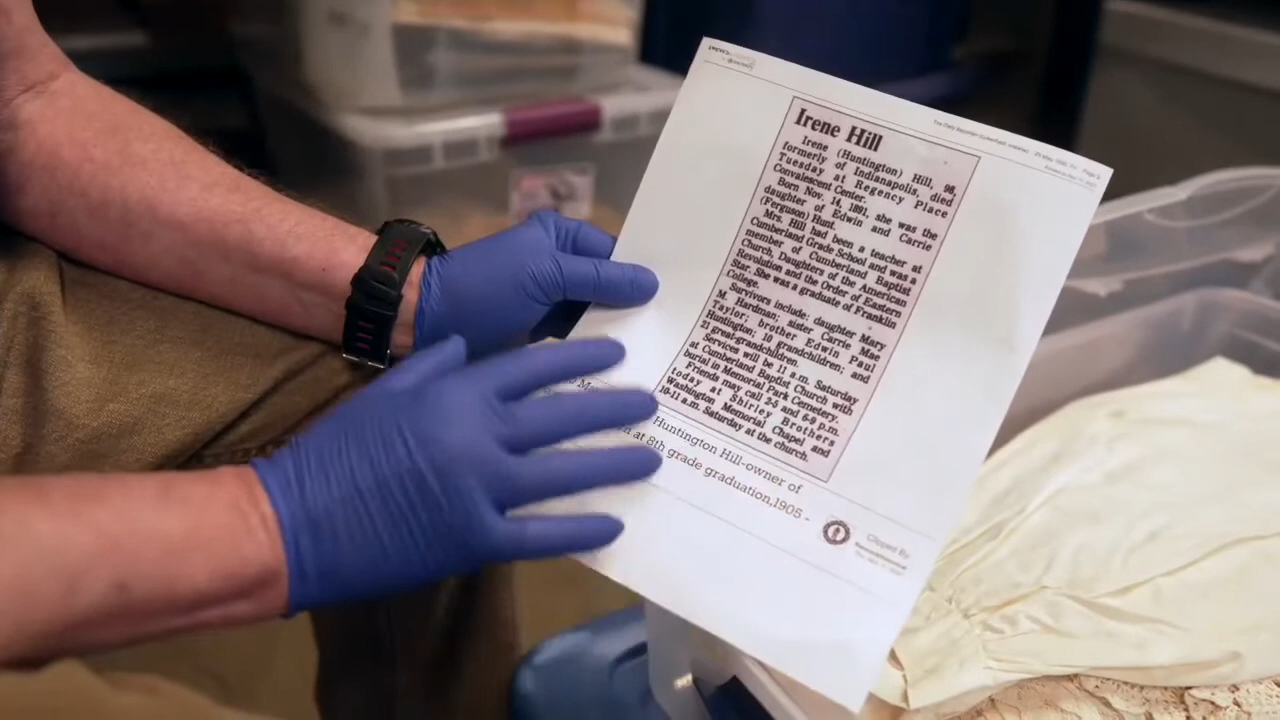 Irene Hill
Irene (Huntington) Hill, 98,
formerly of Indianapolis, died
Tuesday at Regency Place
Convalescent Center.
Born Nov. 14, 1891, she was the
daughter of Edwin and Carrie
(Ferguson) Hunt.
Mrs. Hill had been a teacher at
Cumberland Grade School and was a
member of Cumberland Baptist
Church, Daughters of the American
Revolution and the Order of Eastern
Star. She was a graduate of Franklin
College.
Survivors include: daughter Mary
M. Hardman; sister Carrie Mae
Taylor; brother Edwin Paul
Huntington; 10 grandchildren; and
21 great-grandchildren.
Services will be 11 a.m. Saturday
at Cumberland Baptist Church with
burial in Memorial Park Cemetery.
Friends may call 2-5 and 6-9 p.m.
today at Shirley Brothers
Washington Memorial Chapel and
10-11 a.m. Saturday at the church.
Huntington Hill-owner of
at 8th grade graduation,1905 -
Clipped By